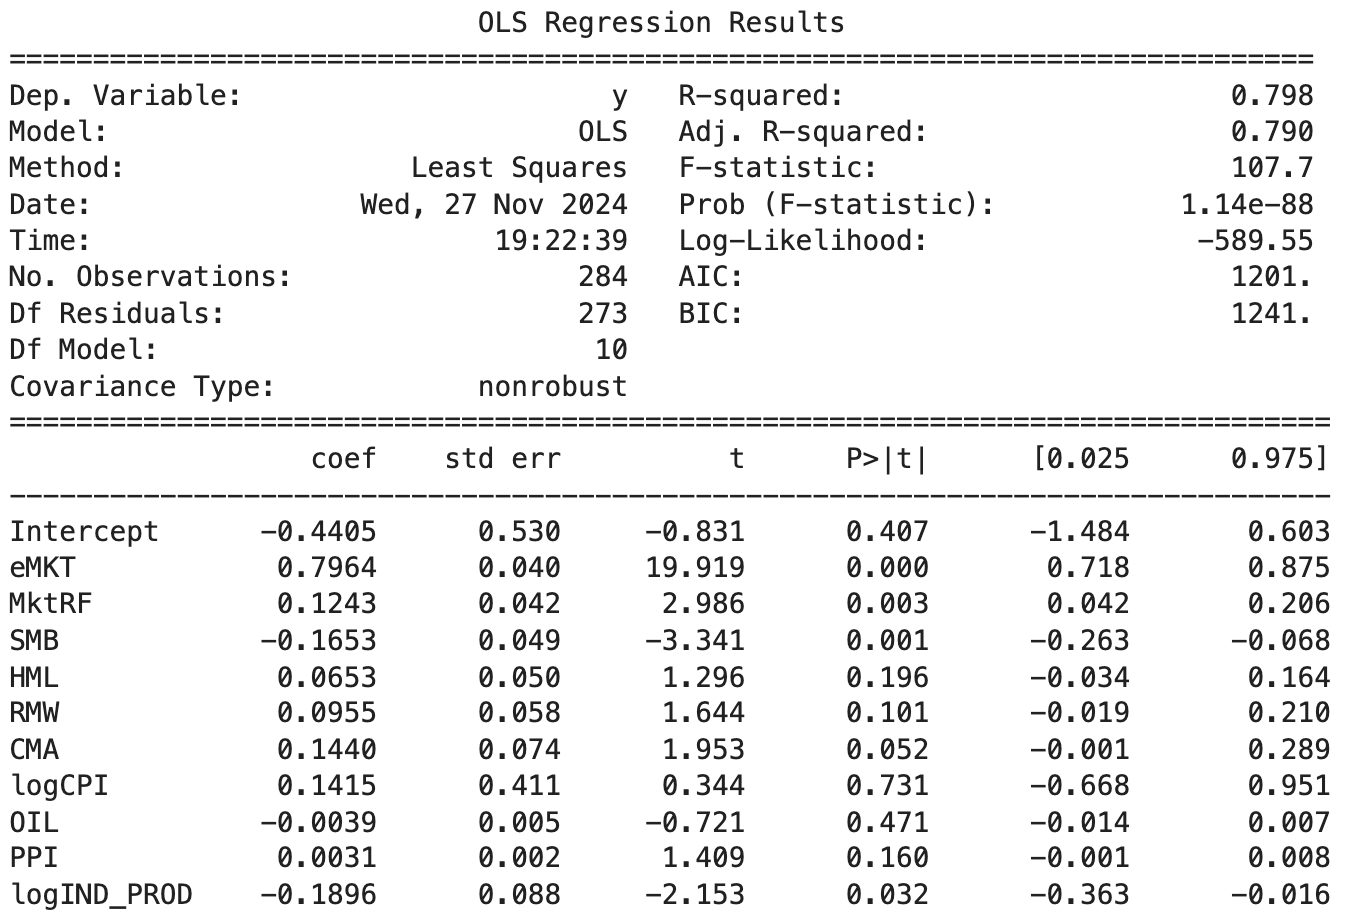 OLS Regression Results
==============================================================================
Dep. Variable:                      y   R-squared:                       0.798
Model:                            OLS   Adj. R-squared:                  0.790
Method:                 Least Squares   F-statistic:                     107.7
Date:                Wed, 27 Nov 2024   Prob (F-statistic):           1.14e-88
Time:                        19:22:39   Log-Likelihood:                -589.55
No. Observations:                 284   AIC:                             1201.
Df Residuals:                     273   BIC:                             1241.
Df Model:                          10
Covariance Type:            nonrobust
===============================================================================
                  coef    std err          t      P>|t|      [0.025      0.975]
-------------------------------------------------------------------------------
Intercept      -0.4405      0.530     -0.831      0.407      -1.484       0.603
eMKT            0.7964      0.040     19.919      0.000       0.718       0.875
MktRF           0.1243      0.042      2.986      0.003       0.042       0.206
SMB            -0.1653      0.049     -3.341      0.001      -0.263      -0.068
HML             0.0653      0.050      1.296      0.196      -0.034       0.164
RMW             0.0955      0.058      1.644      0.101      -0.019       0.210
CMA             0.1440      0.074      1.953      0.052      -0.001       0.289
logCPI          0.1415      0.411      0.344      0.731      -0.668       0.951
OIL            -0.0039      0.005     -0.721      0.471      -0.014       0.007
PPI             0.0031      0.002      1.409      0.160      -0.001       0.008
logIND_PROD    -0.1896      0.088     -2.153      0.032      -0.363      -0.016